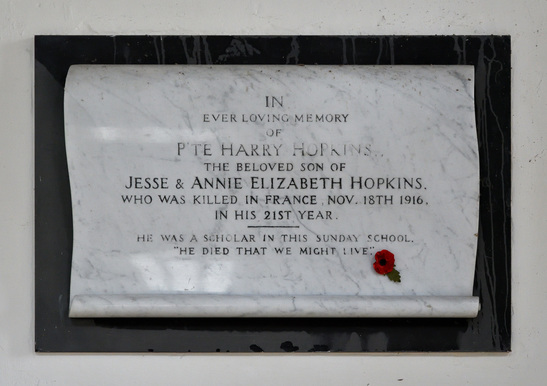 IN
EVER LOVING MEMORY
OF
P'TE HARRY HOPKINS.
THE BELOVED SON OF
JESSE & ANNIE ELIZABETH HOPKINS.
WHO WAS KILLED IN FRANCE, NOV. 18TH 1916,
IN HIS 21ST YEAR.
HE WAS A SCHOLAR IN THIS SUNDAY SCHOOL.
"HE DIED THAT WE MIGHT LIVE"